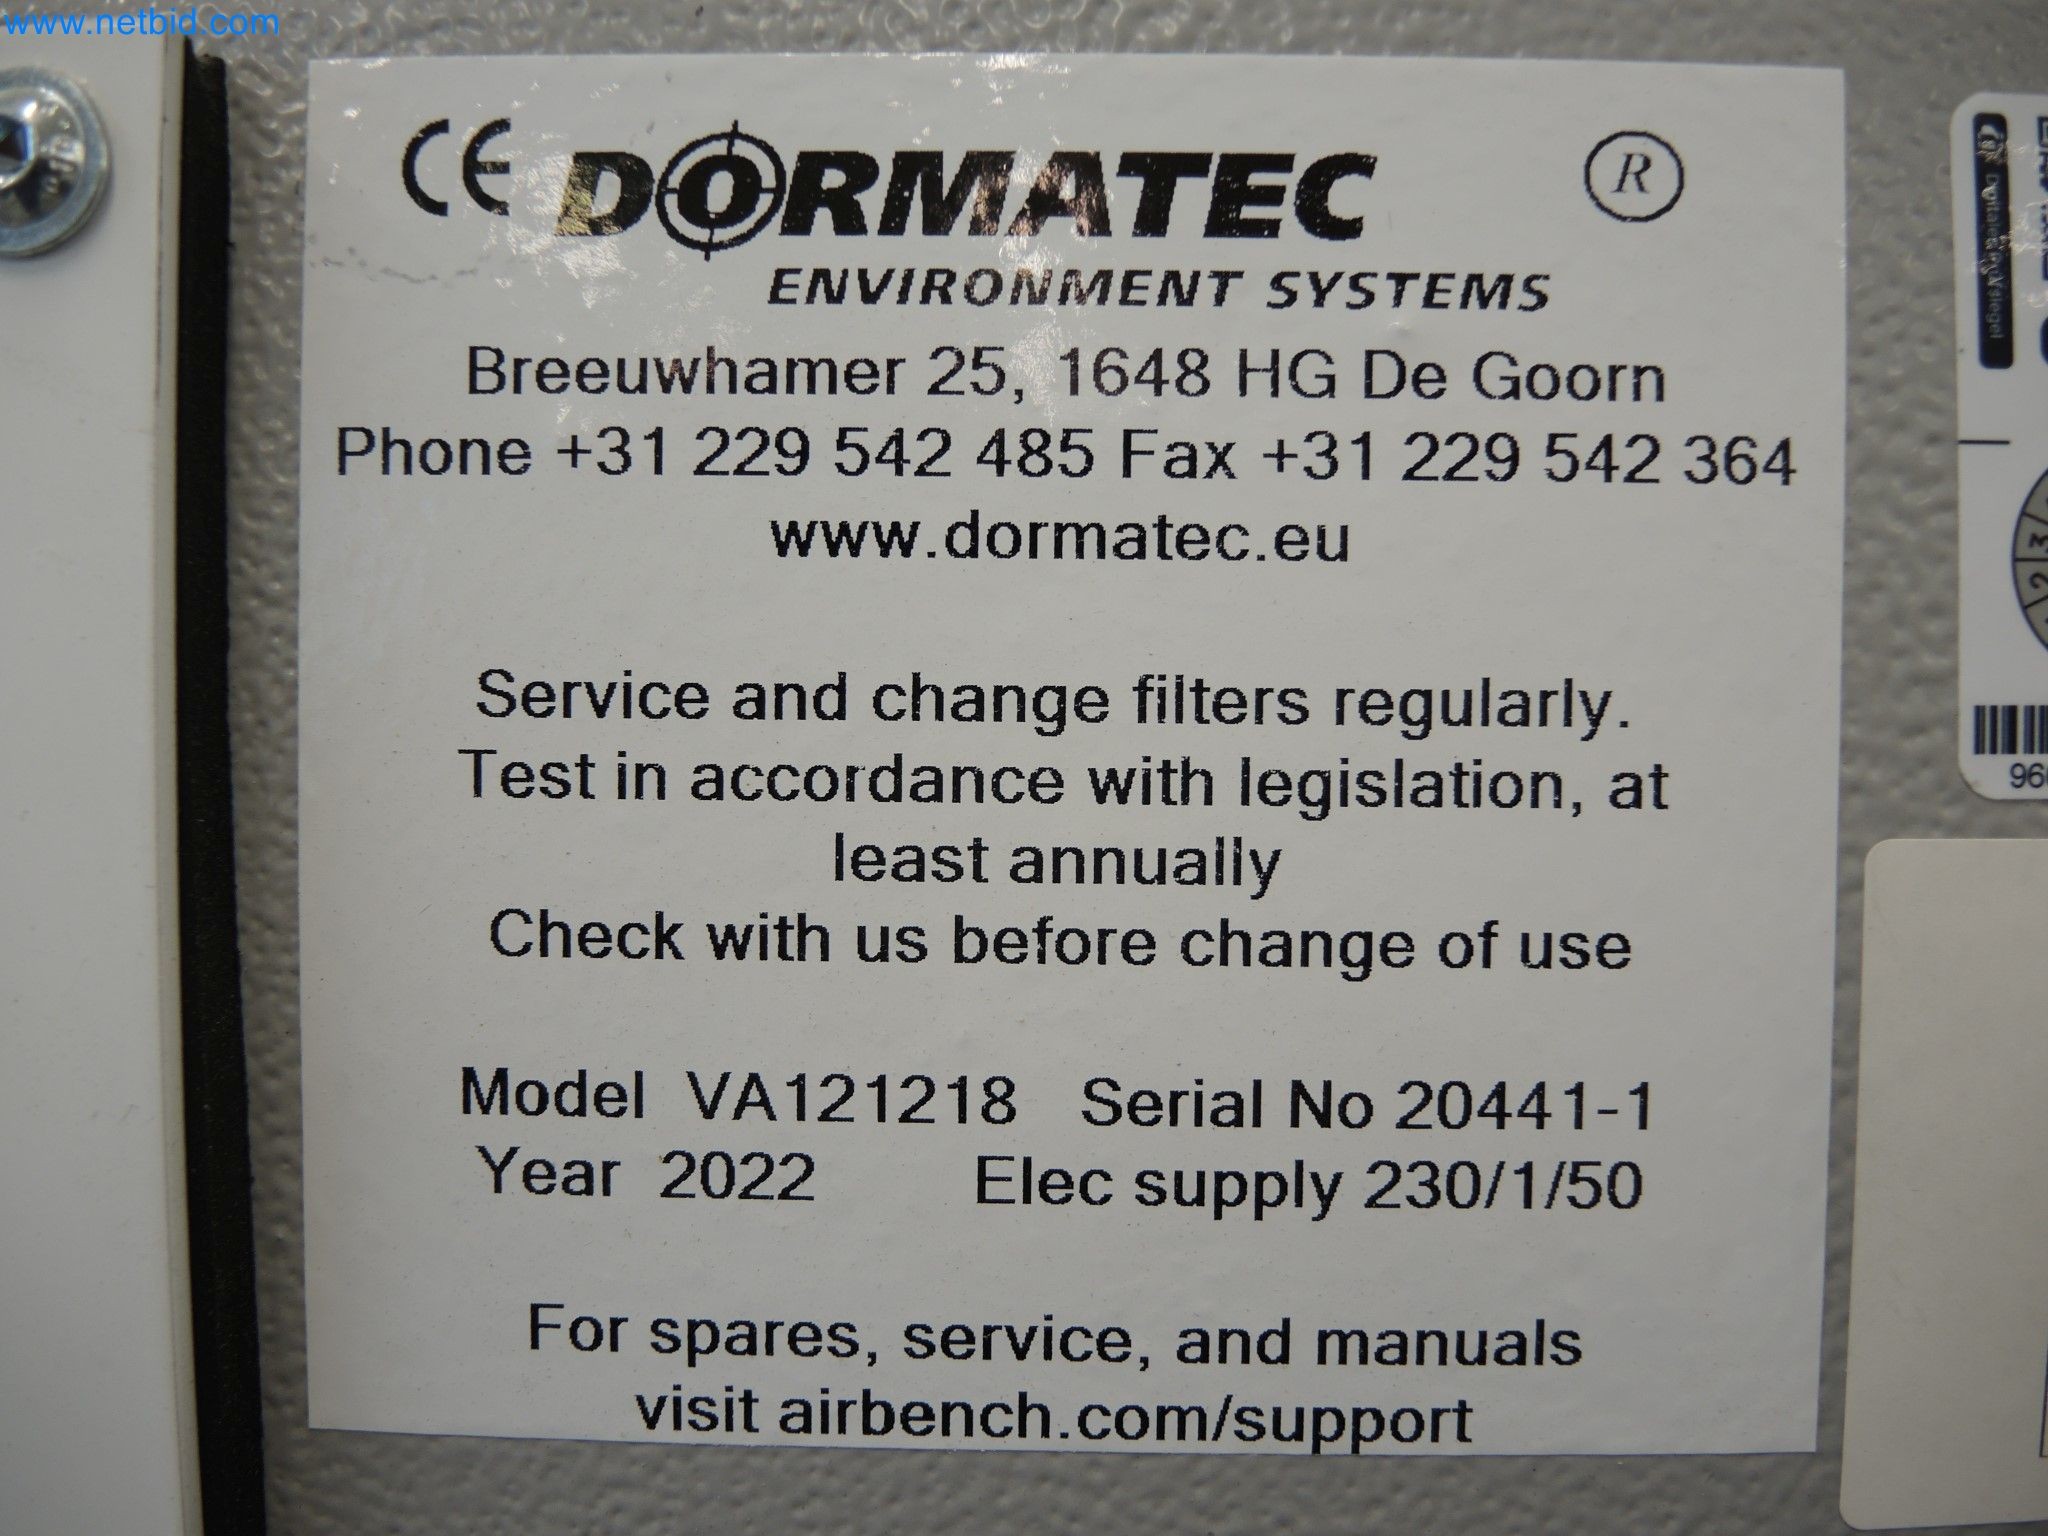 www.netbid.com
CE DORMATEC ®
ENVIRONMENT SYSTEMS
Breeuwhamer 25, 1648 HG De Goorn
Phone +31 229 542 485 Fax +31 229 542 364
www.dormatec.eu
Service and change filters regularly.
Test in accordance with legislation, at
least annually
Check with us before change of use
Model VA121218 Serial No 20441-1
Year 2022 Elec supply 230/1/50
For spares, service, and manuals
visit airbench.com/support